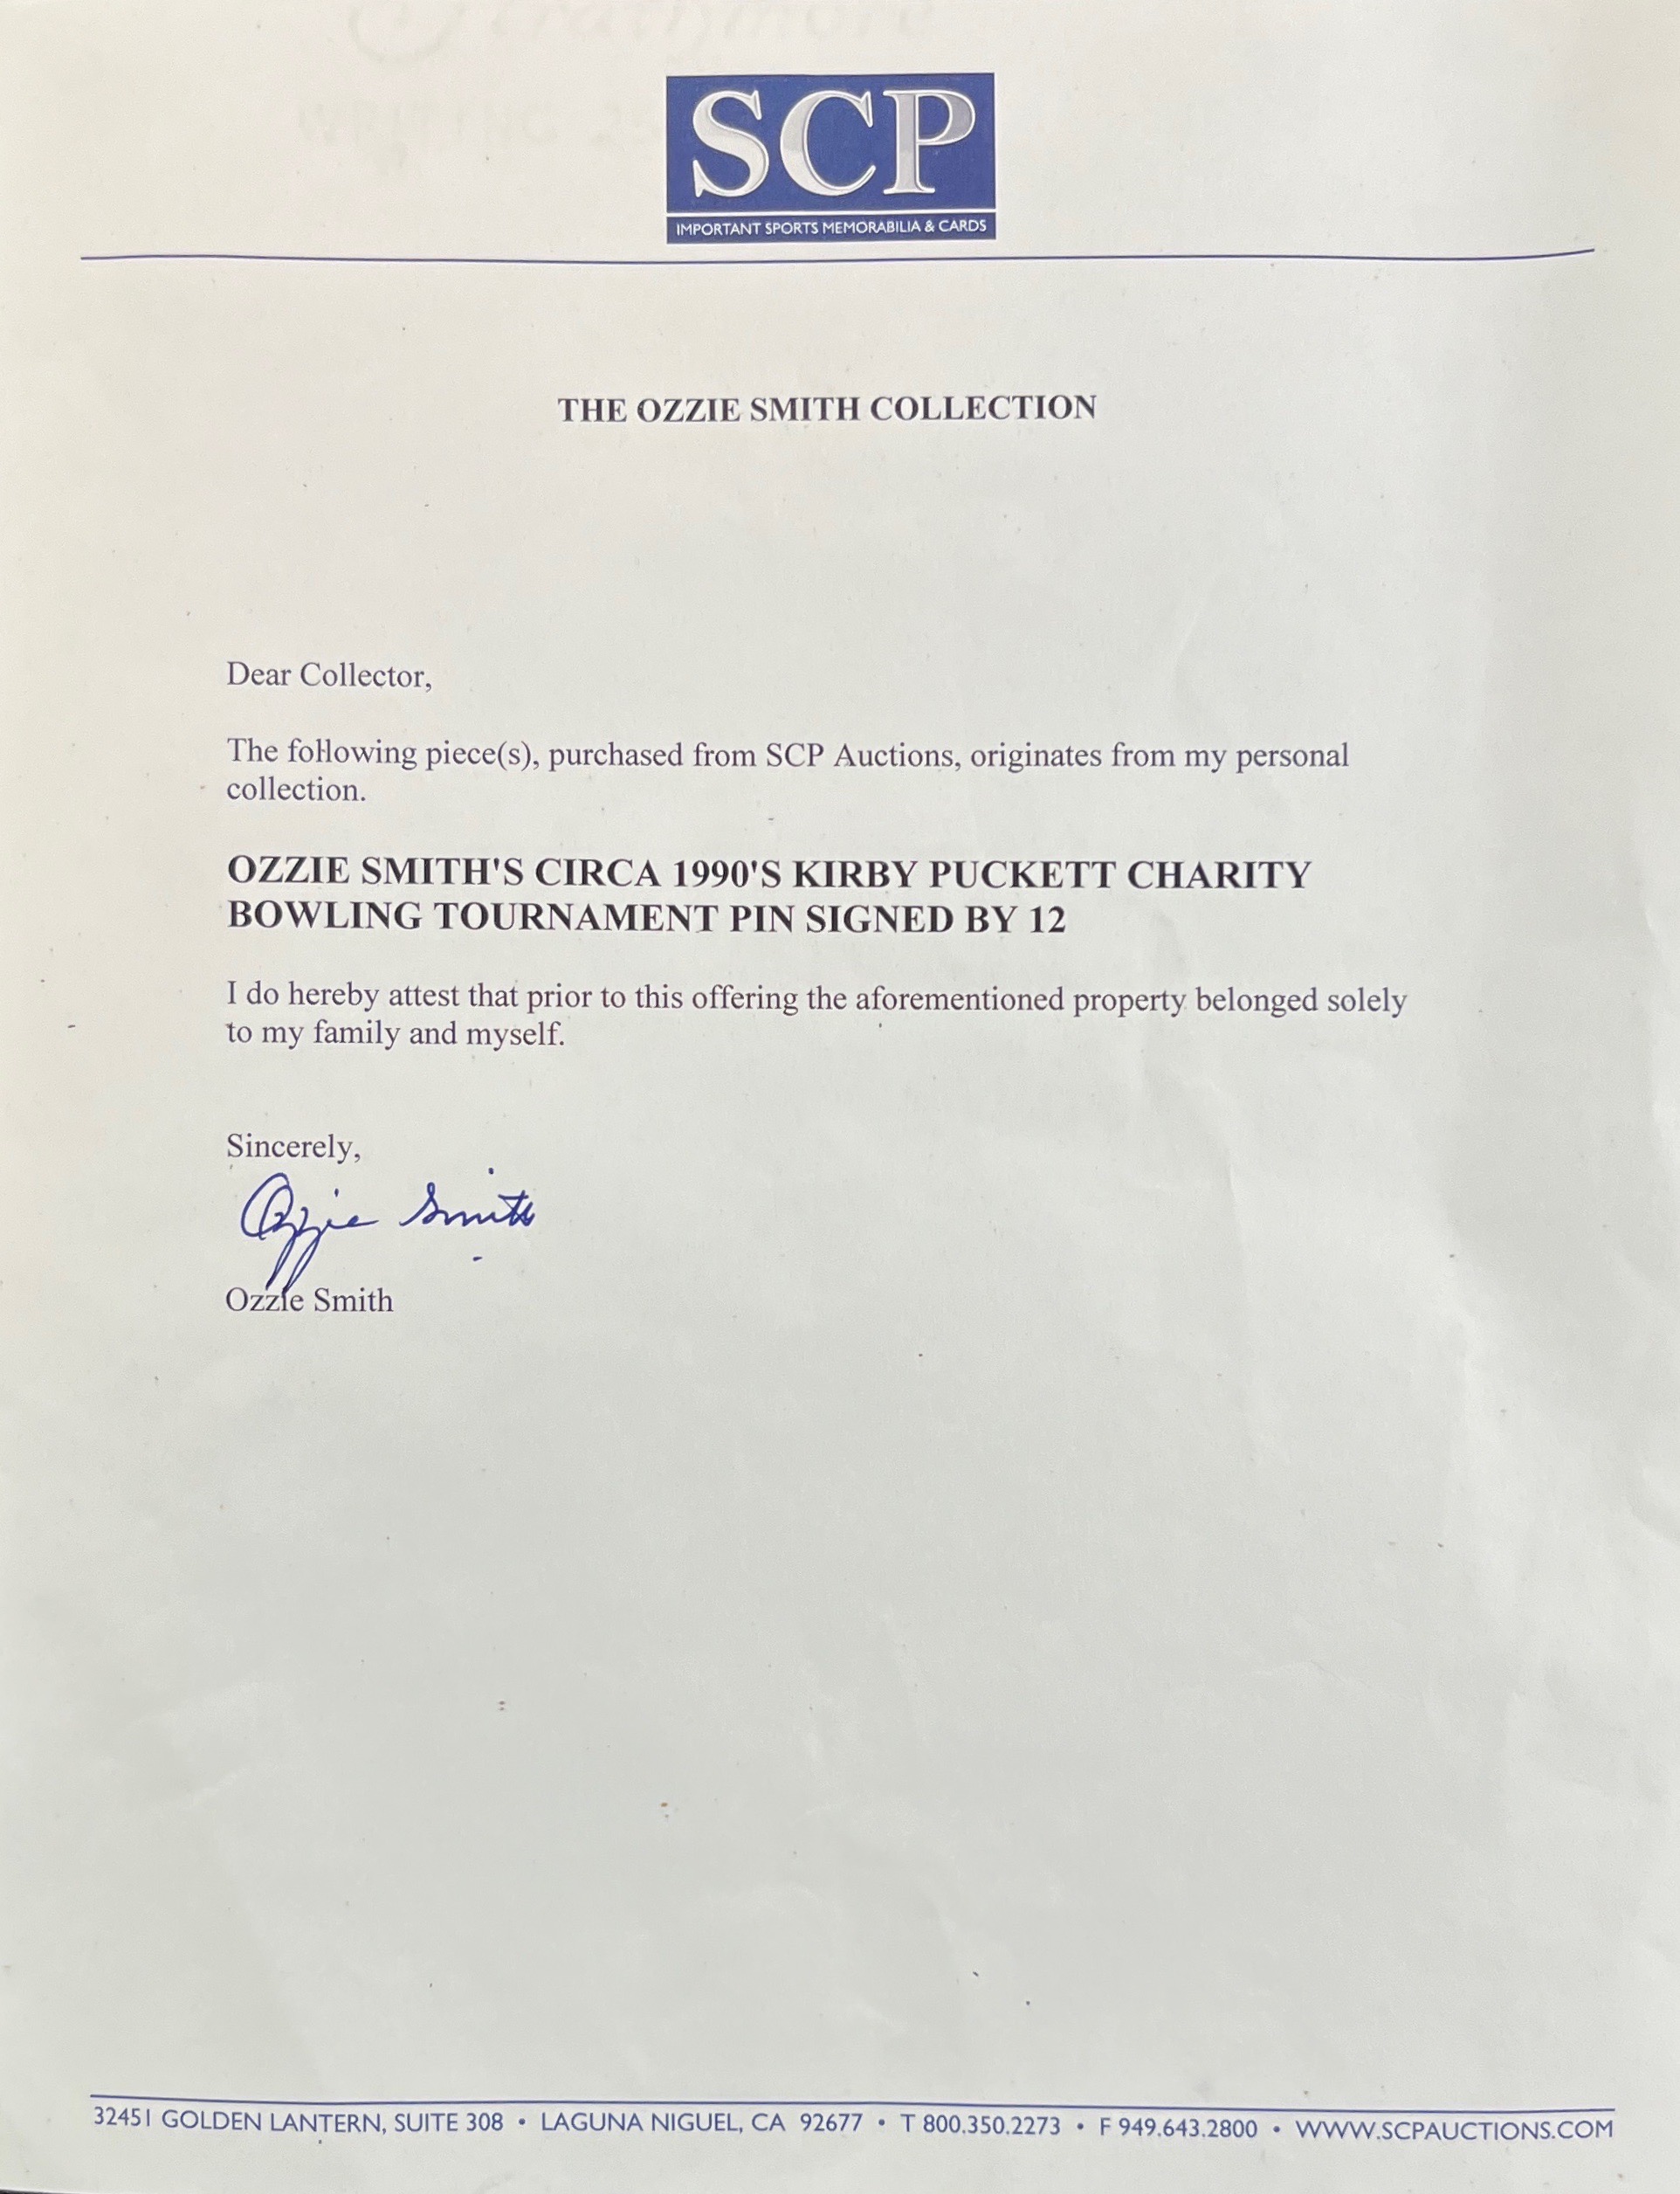 SCP
IMPORTANT SPORTS MEMORABILIA & CARDS
THE OZZIE SMITH COLLECTION
Dear Collector,
The following piece(s), purchased from SCP Auctions, originates from my personal
collection.
OZZIE SMITH'S CIRCA 1990'S KIRBY PUCKETT CHARITY
BOWLING TOURNAMENT PIN SIGNED BY 12
I do hereby attest that prior to this offering the aforementioned property belonged solely
to my family and myself.
Sincerely,
Ozzie Smith
Ozzie Smith
32451 GOLDEN LANTERN, SUITE 308 • LAGUNA NIGUEL, CA 92677 • T 800.350.2273 • F 949.643.2800 • WWW.SCPAUCTIONS.COM